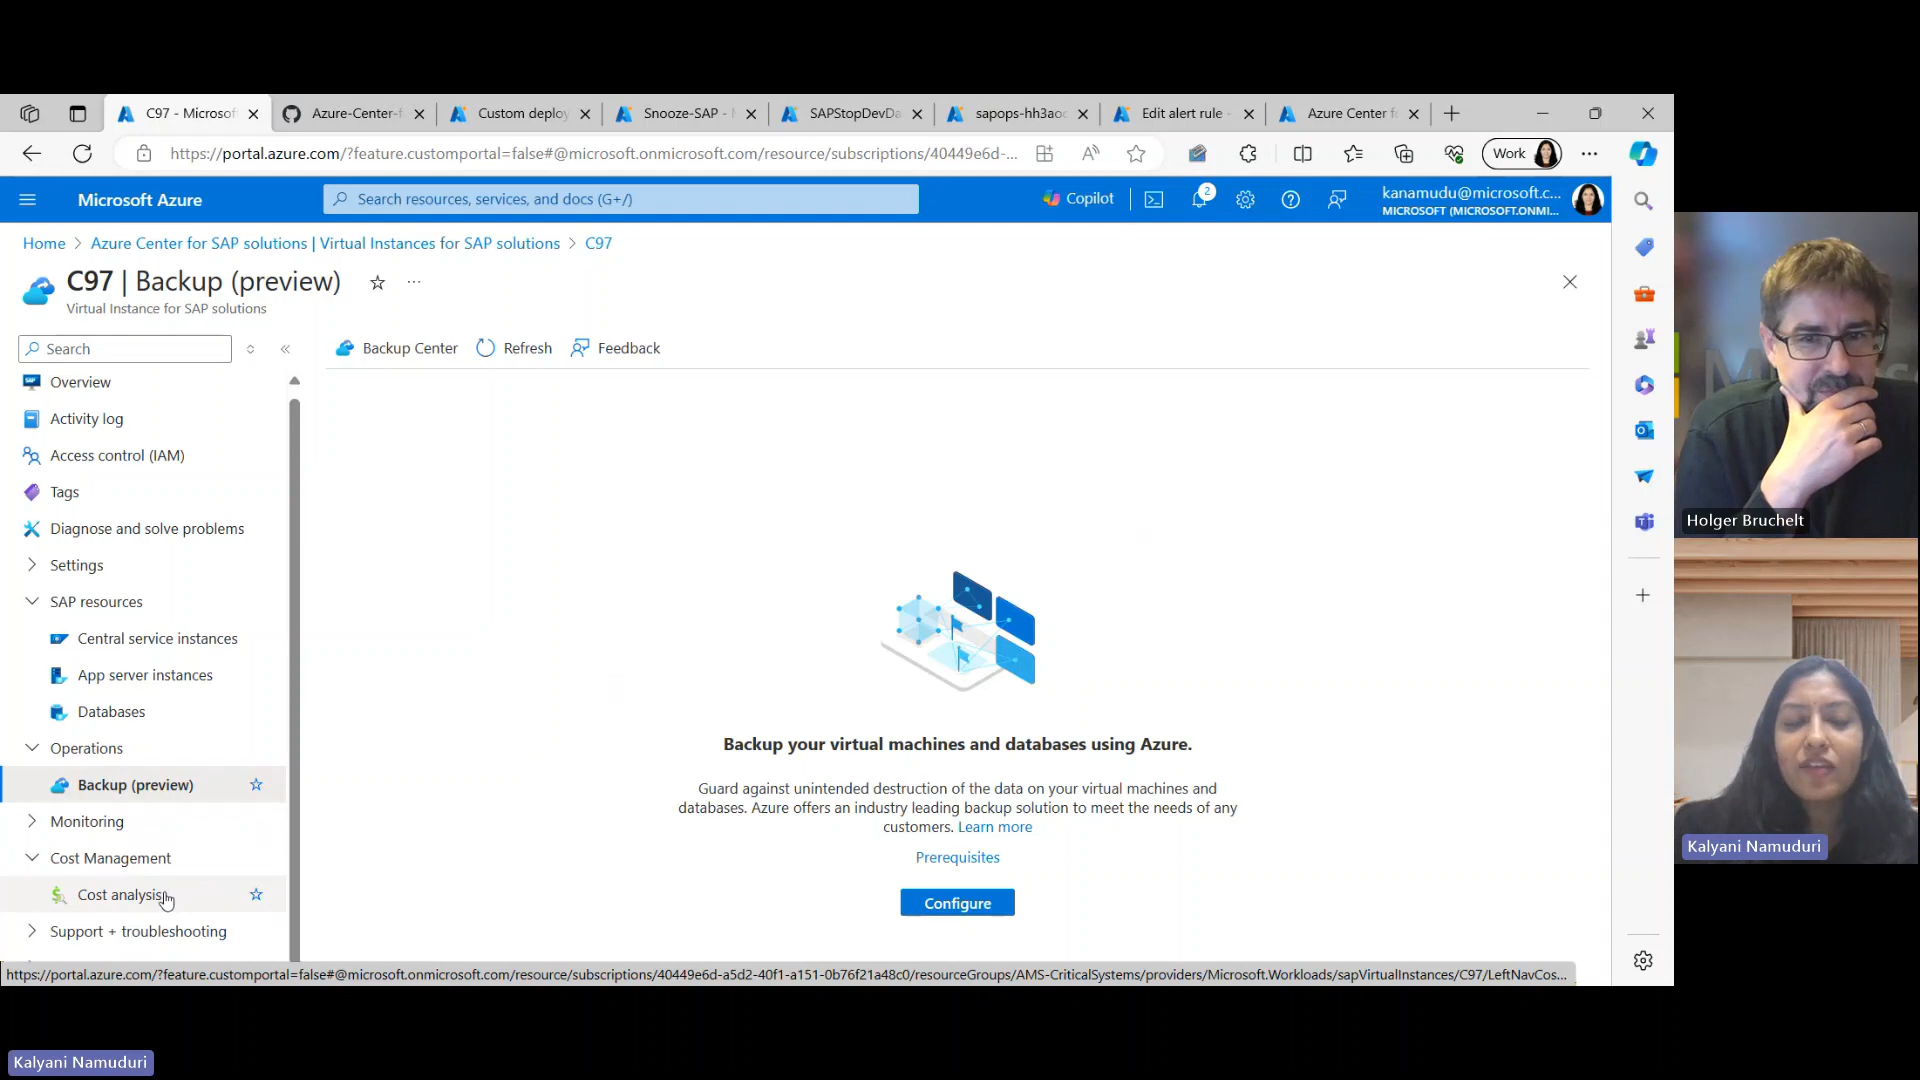 C97 - Microsof
Azure-Center-f
Custom deploy
Snooze-SAP -
SAPStopDevDa
sapops-hh3aoc
Edit alert rule -
Azure Center fo
https://portal.azure.com/?feature.customportal=false#@microsoft.onmicrosoft.com/resource/subscriptions/40449e6d-...
Work
Microsoft Azure
Search resources, services, and docs (G+/)
Copilot
2
kanamudu@microsoft.c...
MICROSOFT (MICROSOFT.ONMI...
Home > Azure Center for SAP solutions | Virtual Instances for SAP solutions > C97
C97 | Backup (preview)
Virtual Instance for SAP solutions
Search
Backup Center
Refresh
Feedback
Overview
Activity log
Access control (IAM)
Tags
Diagnose and solve problems
Settings
SAP resources
Central service instances
App server instances
Databases
Operations
Backup (preview)
Monitoring
Cost Management
Cost analysis
Support + troubleshooting
Backup your virtual machines and databases using Azure.
Guard against unintended destruction of the data on your virtual machines and
databases. Azure offers an industry leading backup solution to meet the needs of any
customers. Learn more
Prerequisites
Configure
https://portal.azure.com/?feature.customportal=false#@microsoft.onmicrosoft.com/resource/subscriptions/40449e6d-a5d2-40f1-a151-0b76f21a48c0/resourceGroups/AMS-CriticalSystems/providers/Microsoft.Workloads/sapVirtualInstances/C97/LeftNavCos...
Holger Bruchelt
Kalyani Namuduri
Kalyani Namuduri